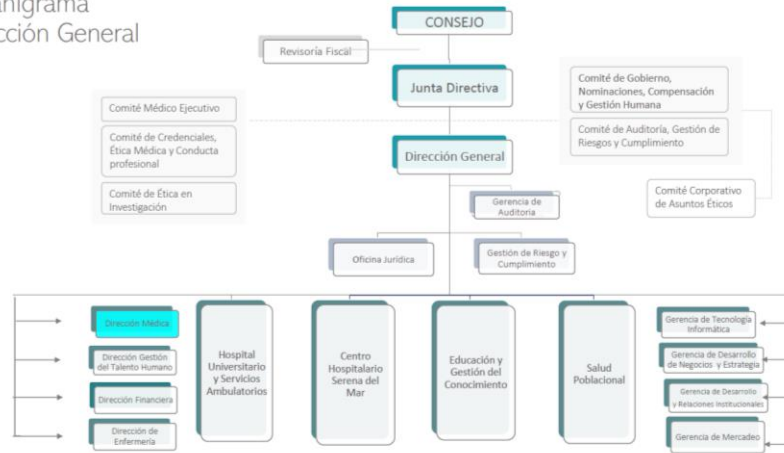 anigrama
cción General
CONSEJO
Revisoría Fiscal
Junta Directiva
Comité de Gobierno,
Nominaciones, Compensación
y Gestión Humana
Comité Médico Ejecutivo
Comité de Credenciales,
Ética Médica y Conducta
profesional
Comité de Auditoría, Gestión de
Riesgos y Cumplimiento
Dirección General
Comité de Ética en
Investigación
Comité Corporativo
de Asuntos Éticos
Gerencia de
Auditoria
Oficina Jurídica
Gestión de Riesgo y
Cumplimiento
Dirección Médica
Dirección Gestión
del Talento Humano
Dirección Financiera
Dirección de
Enfermería
Hospital
Universitario
y Servicios
Ambulatorios
Centro
Hospitalario
Serena del
Mar
Educación y
Gestión del
Conocimiento
Salud
Poblacional
Gerencia de Tecnología
Informática
Gerencia de Desarrollo
de Negocios y Estrategia
Gerencia de Desarrollo
y Relaciones Institucionales
Gerencia de Mercadeo